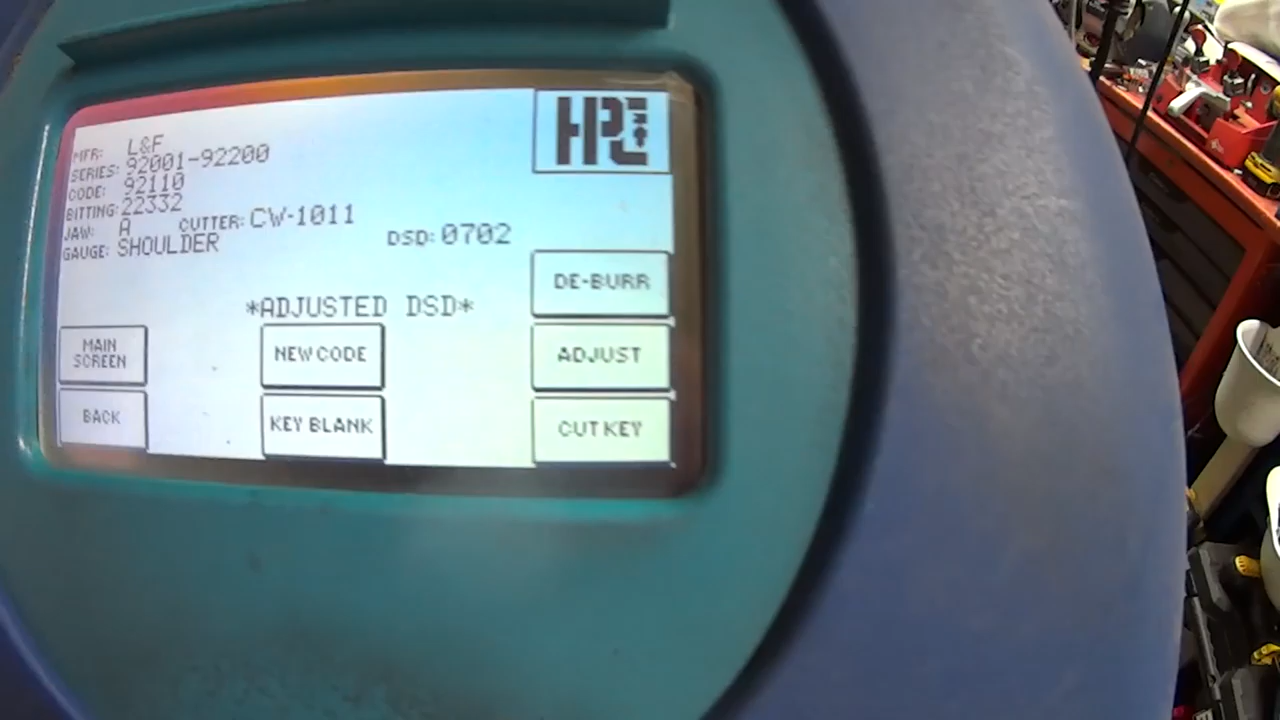 HPC
MFR: L&F
SERIES: 92001-92200
CODE: 92110
BITTING: 22332
JAW: A CUTTER: CW-1011
GAUGE: SHOULDER DSD: 0702
DE-BURR
*ADJUSTED DSD*
MAIN SCREEN
NEW CODE
ADJUST
BACK
KEY BLANK
CUT KEY